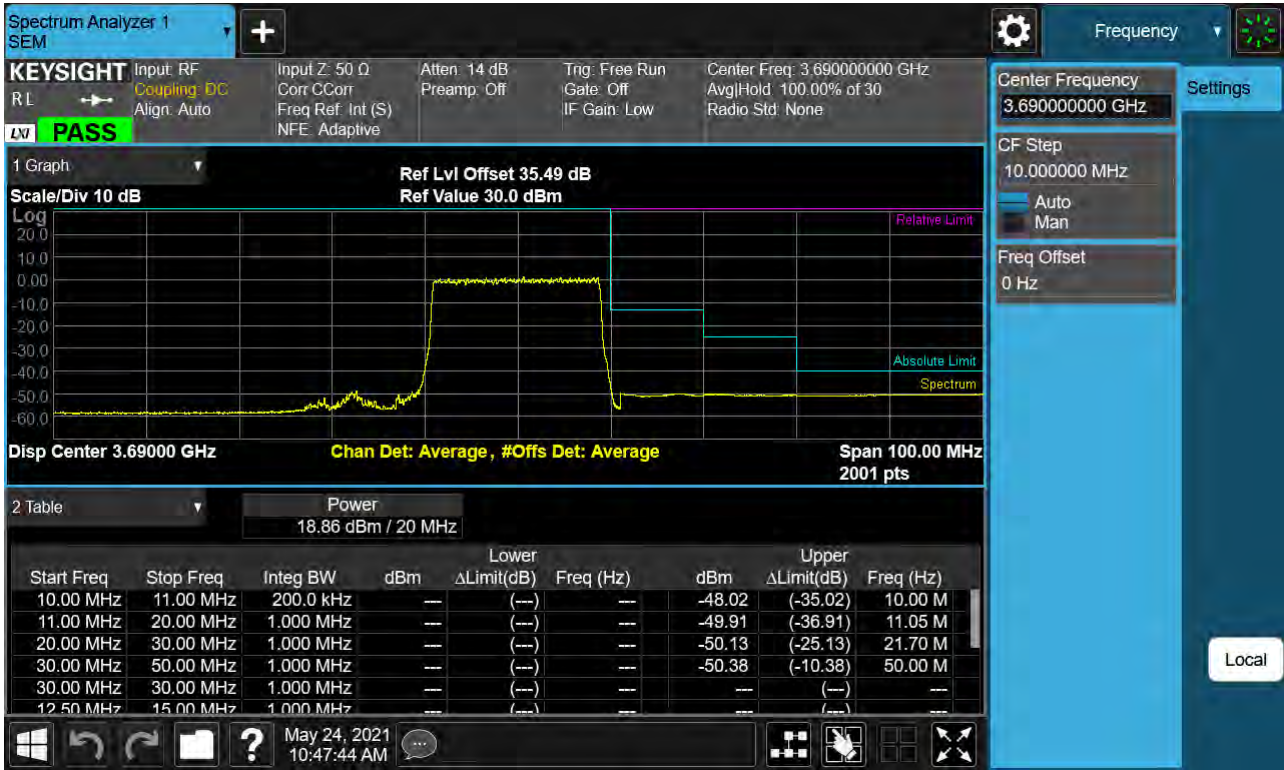 Spectrum Analyzer 1
SEM
Frequency
KEYSIGHT
RL
LXI
PASS
Input: RF
Coupling: DC
Align: Auto
Input Z: 50 Ω
Corr CCorr
Freq Ref: Int (S)
NFE: Adaptive
Atten: 14 dB
Preamp: Off
Trig: Free Run
Gate: Off
IF Gain: Low
Center Freq: 3.690000000 GHz
Avg|Hold: 100.00% of 30
Radio Std: None
Center Frequency
3.690000000 GHz
Settings
CF Step
10.000000 MHz
Auto
Man
Freq Offset
0 Hz
1 Graph
Ref Lvl Offset 35.49 dB
Scale/Div 10 dB
Ref Value 30.0 dBm
Log
20.0
10.0
0.00
-10.0
-20.0
-30.0
-40.0
-50.0
-60.0
Relative Limit
Absolute Limit
Spectrum
Disp Center 3.69000 GHz
Chan Det: Average, #Offs Det: Average
Span 100.00 MHz
2001 pts
2 Table
Power
18.86 dBm / 20 MHz
Lower Upper
Start Freq Stop Freq Integ BW dBm ΔLimit(dB) Freq (Hz) dBm ΔLimit(dB) Freq (Hz)
10.00 MHz 11.00 MHz 200.0 kHz --- (---) --- -48.02 (-35.02) 10.00 M
11.00 MHz 20.00 MHz 1.000 MHz --- (---) --- -49.91 (-36.91) 11.05 M
20.00 MHz 30.00 MHz 1.000 MHz --- (---) --- -50.13 (-25.13) 21.70 M
30.00 MHz 50.00 MHz 1.000 MHz --- (---) --- -50.38 (-10.38) 50.00 M
30.00 MHz 30.00 MHz 1.000 MHz --- (---) --- --- (---) ---
12.50 MHz 15.00 MHz 1.000 MHz --- (---) --- --- (---) ---
Local
May 24, 2021
10:47:44 AM